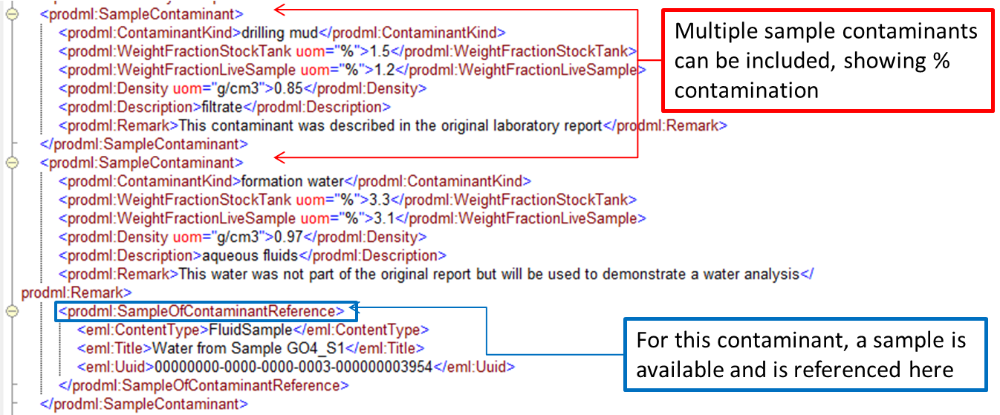 <prodml:SampleContaminant>
<prodml:ContaminantKind>drilling mud</prodml:ContaminantKind>
<prodml:WeightFractionStockTank uom="%">1.5</prodml:WeightFractionStockTank>
<prodml:WeightFractionLiveSample uom="%">1.2</prodml:WeightFractionLiveSample>
<prodml:Density uom="g/cm3">0.85</prodml:Density>
<prodml:Description>filtrate</prodml:Description>
<prodml:Remark>This contaminant was described in the original laboratory report</prodml:Remark>
</prodml:SampleContaminant>
<prodml:SampleContaminant>
<prodml:ContaminantKind>formation water</prodml:ContaminantKind>
<prodml:WeightFractionStockTank uom="%">3.3</prodml:WeightFractionStockTank>
<prodml:WeightFractionLiveSample uom="%">3.1</prodml:WeightFractionLiveSample>
<prodml:Density uom="g/cm3">0.97</prodml:Density>
<prodml:Description>aqueous fluids</prodml:Description>
<prodml:Remark>This water was not part of the original report but will be used to demonstrate a water analysis</
prodml:Remark>
<prodml:SampleOfContaminantReference>
<eml:ContentType>FluidSample</eml:ContentType>
<eml:Title>Water from Sample GO4_S1</eml:Title>
<eml:Uuid>00000000-0000-0000-0003-000000003954</eml:Uuid>
</prodml:SampleOfContaminantReference>
</prodml:SampleContaminant>
Multiple sample contaminants
can be included, showing %
contamination
For this contaminant, a sample is
available and is referenced here